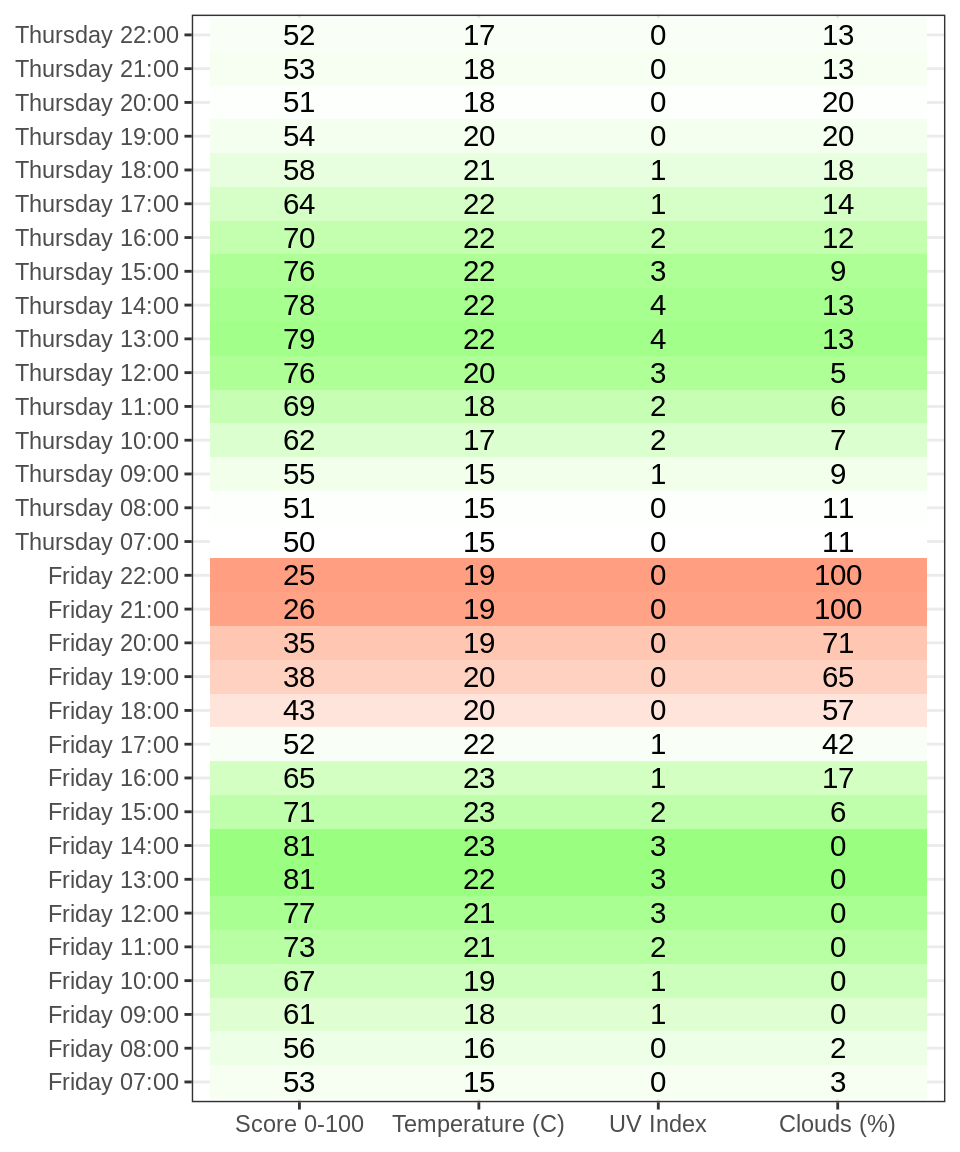 Thursday 22:00 52 17 0 13
Thursday 21:00 53 18 0 13
Thursday 20:00 51 18 0 20
Thursday 19:00 54 20 0 20
Thursday 18:00 58 21 1 18
Thursday 17:00 64 22 1 14
Thursday 16:00 70 22 2 12
Thursday 15:00 76 22 3 9
Thursday 14:00 78 22 4 13
Thursday 13:00 79 22 4 13
Thursday 12:00 76 20 3 5
Thursday 11:00 69 18 2 6
Thursday 10:00 62 17 2 7
Thursday 09:00 55 15 1 9
Thursday 08:00 51 15 0 11
Thursday 07:00 50 15 0 11
Friday 22:00 25 19 0 100
Friday 21:00 26 19 0 100
Friday 20:00 35 19 0 71
Friday 19:00 38 20 0 65
Friday 18:00 43 20 0 57
Friday 17:00 52 22 1 42
Friday 16:00 65 23 1 17
Friday 15:00 71 23 2 6
Friday 14:00 81 23 3 0
Friday 13:00 81 22 3 0
Friday 12:00 77 21 3 0
Friday 11:00 73 21 2 0
Friday 10:00 67 19 1 0
Friday 09:00 61 18 1 0
Friday 08:00 56 16 0 2
Friday 07:00 53 15 0 3
Score 0-100 Temperature (C) UV Index Clouds (%)